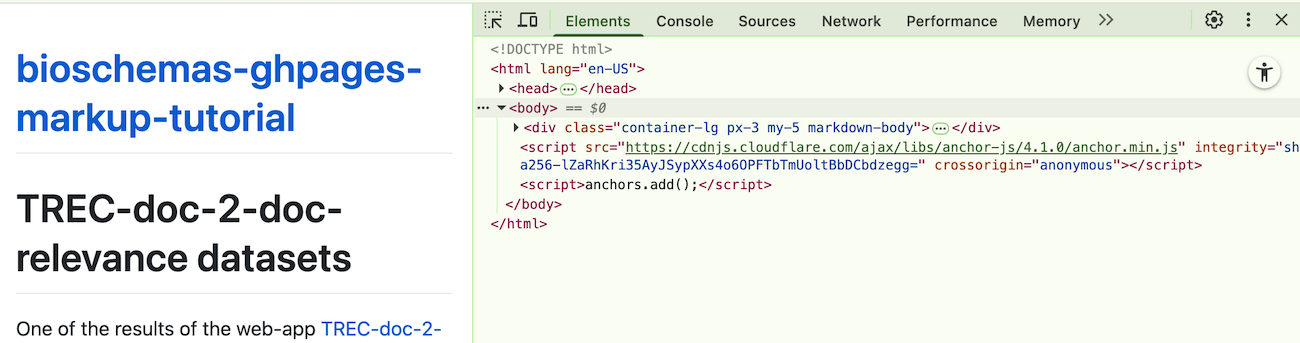 bioschemas-ghpages-
markup-tutorial
TREC-doc-2-doc-
relevance datasets
One of the results of the web-app TREC-doc-2-
Elements Console Sources Network Performance Memory
<!DOCTYPE html>
<html lang="en-US">
<head> … </head>
… <body> == $0
<div class="container-lg px-3 my-5 markdown-body"> … </div>
<script src="https://cdnjs.cloudflare.com/ajax/libs/anchor-js/4.1.0/anchor.min.js" integrity="sh
a256-lZaRhKri35AyJSypXXs4o6OPFTbTmUoltBbDCbdzegg=" crossorigin="anonymous"></script>
<script>anchors.add();</script>
</body>
</html>